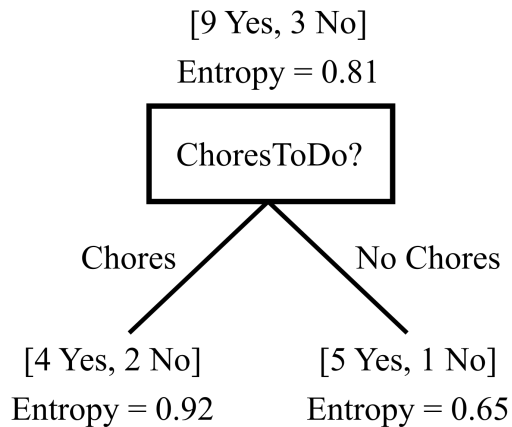 [9 Yes, 3 No]
Entropy = 0.81
ChoresToDo?
Chores
No Chores
[4 Yes, 2 No]
Entropy = 0.92
[5 Yes, 1 No]
Entropy = 0.65